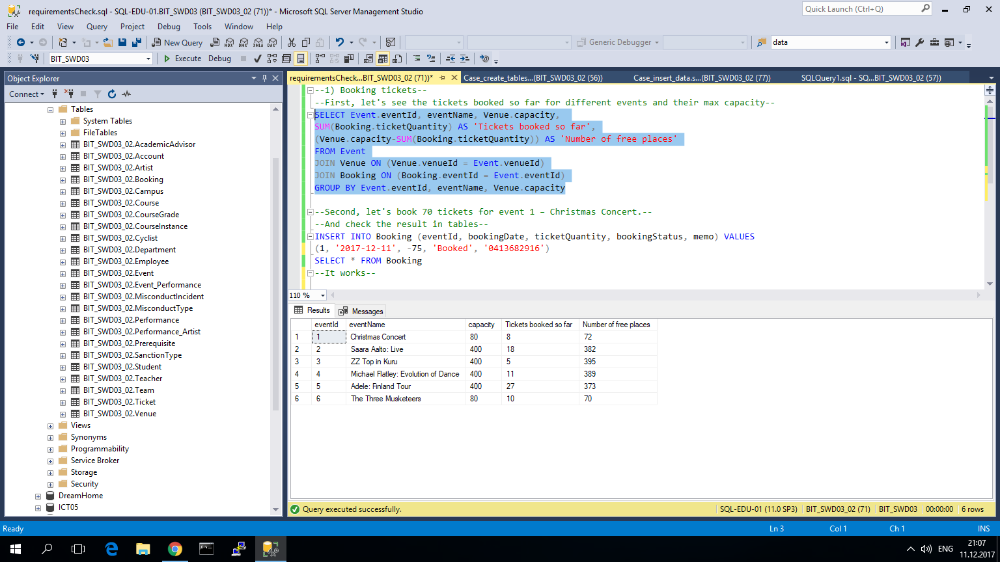 requirementsCheck.sql - SQL-EDU-01.BIT_SWD03 (BIT_SWD03_02 (71))* - Microsoft SQL Server Management Studio
Quick Launch (Ctrl+Q)
File Edit View Query Project Debug Tools Window Help
New Query
MDX DMX XMLA DAX
Generic Debugger
data
BIT_SWD03
Execute Debug
Object Explorer
requirementsCheck...BIT_SWD03_02 (71))*
Case_create_tables...(BIT_SWD03_02 (56))
Case_insert_data.s...(BIT_SWD03_02 (77))
SQLQuery1.sql - SQ...BIT_SWD03_02 (57))
Connect
Tables
System Tables
FileTables
BIT_SWD03_02.AcademicAdvisor
BIT_SWD03_02.Account
BIT_SWD03_02.Artist
BIT_SWD03_02.Booking
BIT_SWD03_02.Campus
BIT_SWD03_02.Course
BIT_SWD03_02.CourseGrade
BIT_SWD03_02.CourseInstance
BIT_SWD03_02.Cyclist
BIT_SWD03_02.Department
BIT_SWD03_02.Employee
BIT_SWD03_02.Event
BIT_SWD03_02.Event_Performance
BIT_SWD03_02.MisconductIncident
BIT_SWD03_02.MisconductType
BIT_SWD03_02.Performance
BIT_SWD03_02.Performance_Artist
BIT_SWD03_02.Prerequisite
BIT_SWD03_02.SanctionType
BIT_SWD03_02.Student
BIT_SWD03_02.Teacher
BIT_SWD03_02.Team
BIT_SWD03_02.Ticket
BIT_SWD03_02.Venue
Views
Synonyms
Programmability
Service Broker
Storage
Security
DreamHome
ICT05
--1) Booking tickets--
--First, let's see the tickets booked so far for different events and their max capacity--
SELECT Event.eventId, eventName, Venue.capacity,
SUM(Booking.ticketQuantity) AS 'Tickets booked so far',
(Venue.capacity-SUM(Booking.ticketQuantity)) AS 'Number of free places'
FROM Event
JOIN Venue ON (Venue.venueId = Event.venueId)
JOIN Booking ON (Booking.eventId = Event.eventId)
GROUP BY Event.eventId, eventName, Venue.capacity
--Second, let's book 70 tickets for event 1 – Christmas Concert.--
--And check the result in tables--
INSERT INTO Booking (eventId, bookingDate, ticketQuantity, bookingStatus, memo) VALUES
(1, '2017-12-11', -75, 'Booked', '0413682916')
SELECT * FROM Booking
--It works--
110 %
Results Messages
eventId eventName capacity Tickets booked so far Number of free places
1 1 Christmas Concert 80 8 72
2 2 Saara Aalto: Live 400 18 382
3 3 ZZ Top in Kuru 400 5 395
4 4 Michael Flatley: Evolution of Dance 400 11 389
5 5 Adele: Finland Tour 400 27 373
6 6 The Three Musketeers 80 10 70
Query executed successfully.
SQL-EDU-01 (11.0 SP3) BIT_SWD03_02 (71) BIT_SWD03 00:00:00 6 rows
Ready
Ln 3 Col 1 Ch 1 INS
ENG
21:07
11.12.2017